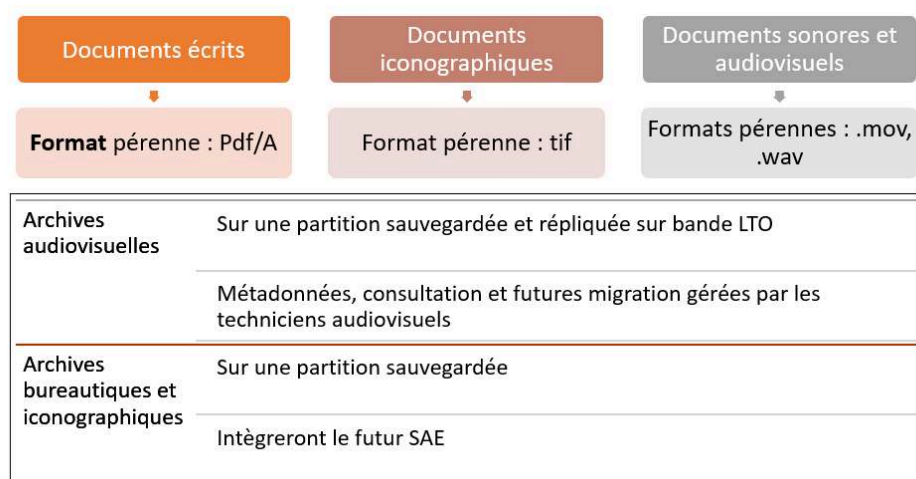 Documents écrits
Documents
iconographiques
Documents sonores et
audiovisuels
Format pérenne : Pdf/A
Format pérenne : tif
Formats pérennes : .mov,
.wav
Archives
audiovisuelles
Sur une partition sauvegardée et répliquée sur bande LTO
Métadonnées, consultation et futures migration gérées par les
techniciens audiovisuels
Archives
bureautiques et
iconographiques
Sur une partition sauvegardée
Intègreront le futur SAE